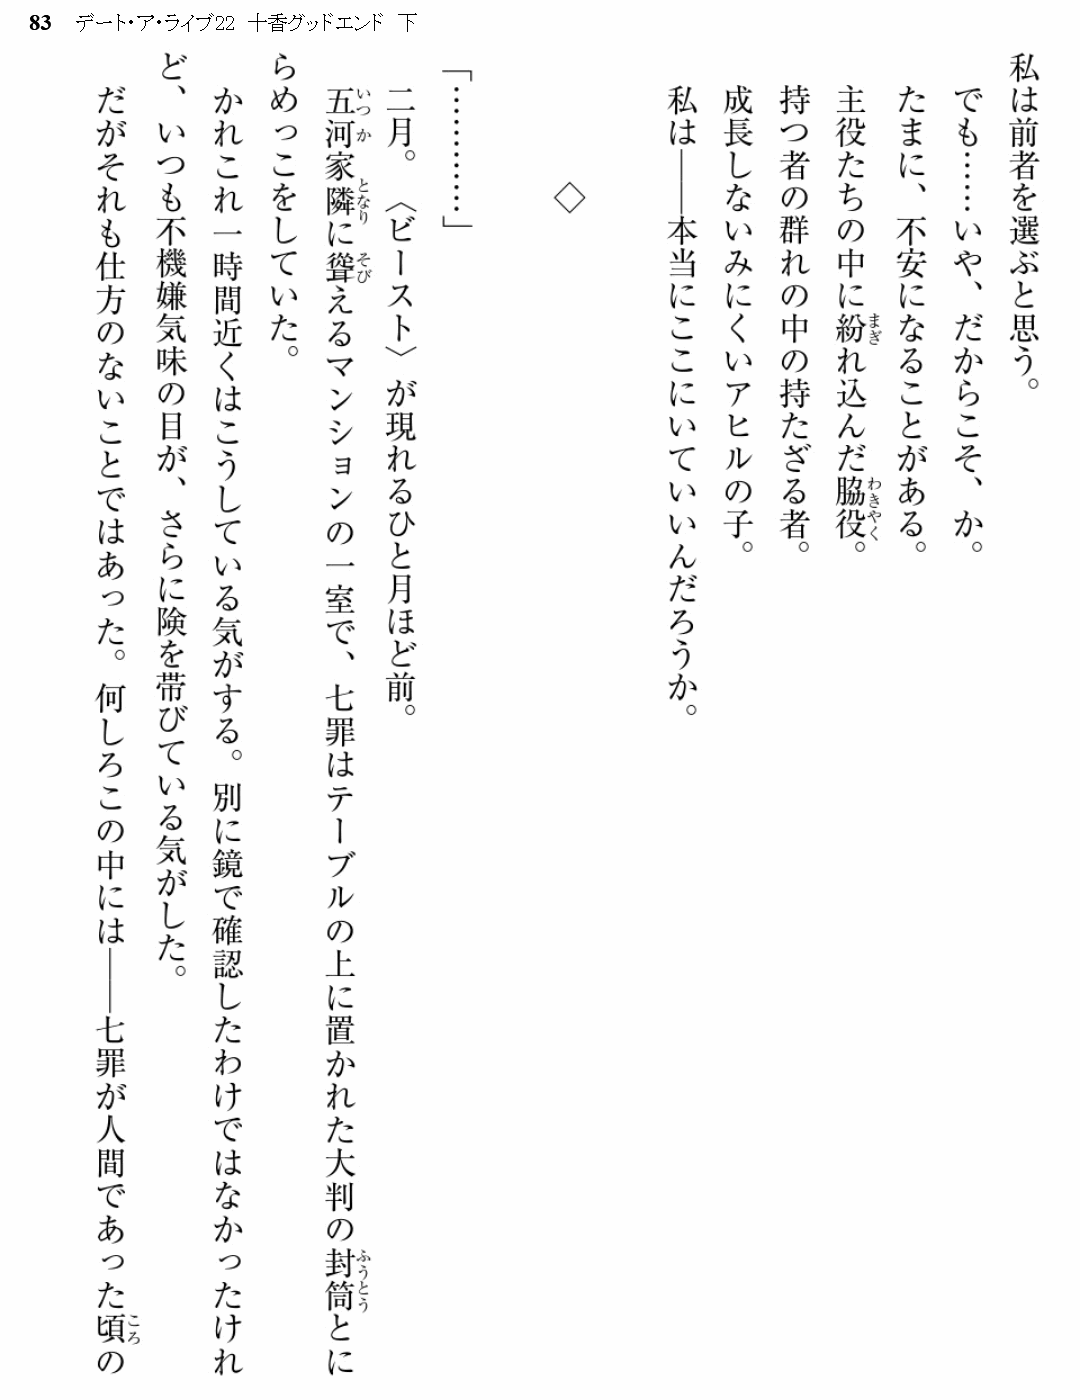 83 デート・ア・ライブ22 十香グッドエンド 下
私は前者を選ぶと思う。
でも……いや、だからこそ、か。
たまに、不安になることがある。
主役たちの中に紛れ込んだ脇役。
持つ者の群れの中の持たざる者。
成長しないみにくいアヒルの子。
私は――本当にここにいていいんだろうか。
◇
「…………」
二月。〈ビースト〉が現れるひと月ほど前。
五河家隣に聳えるマンションの一室で、七罪はテーブルの上に置かれた大判の封筒とに
らめっこをしていた。
かれこれ一時間近くはこうしている気がする。別に鏡で確認したわけではなかったけれ
ど、いつも不機嫌気味の目が、さらに険を帯びている気がした。
だがそれも仕方のないことではあった。何しろこの中には――七罪が人間であった頃の